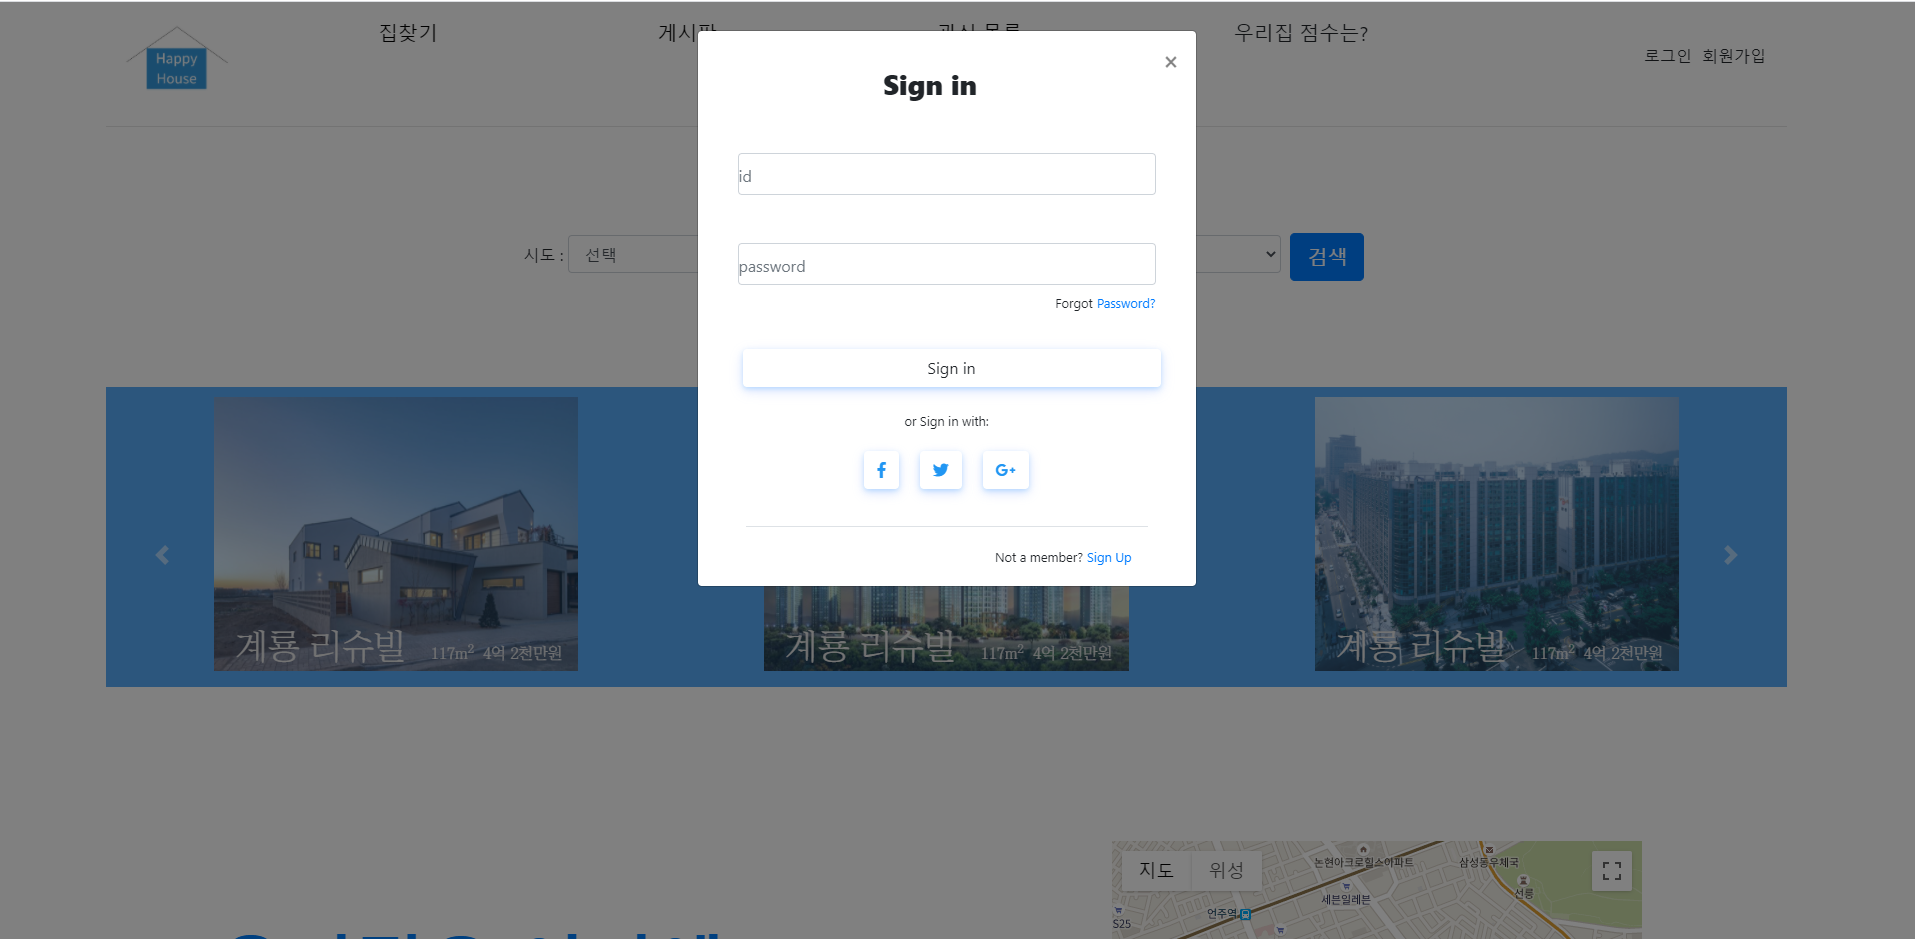 Happy
House
집찾기
게시판
관심 목록
우리집 점수는?
로그인 회원가입
×
Sign in
id
시도 : 선택
검색
password
Forgot Password?
Sign in
or Sign in with:
G+
Not a member? Sign Up
계룡 리슈빌 117m² 4억 2천만원
계룡 리슈빌 117m² 4억 2천만원
계룡 리슈빌 117m² 4억 2천만원
지도 위성
논현아크로힐스아파트
삼성동우체국
세븐일레븐
선릉
언주역
S25